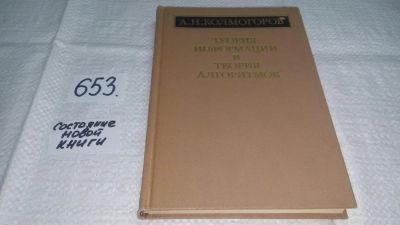 653.
состояние
новой
книги
А.Н.КОЛМОГОРОВ
ТЕОРИЯ
ИНФОРМАЦИИ
И
ТЕОРИЯ
АЛГОРИТМОВ